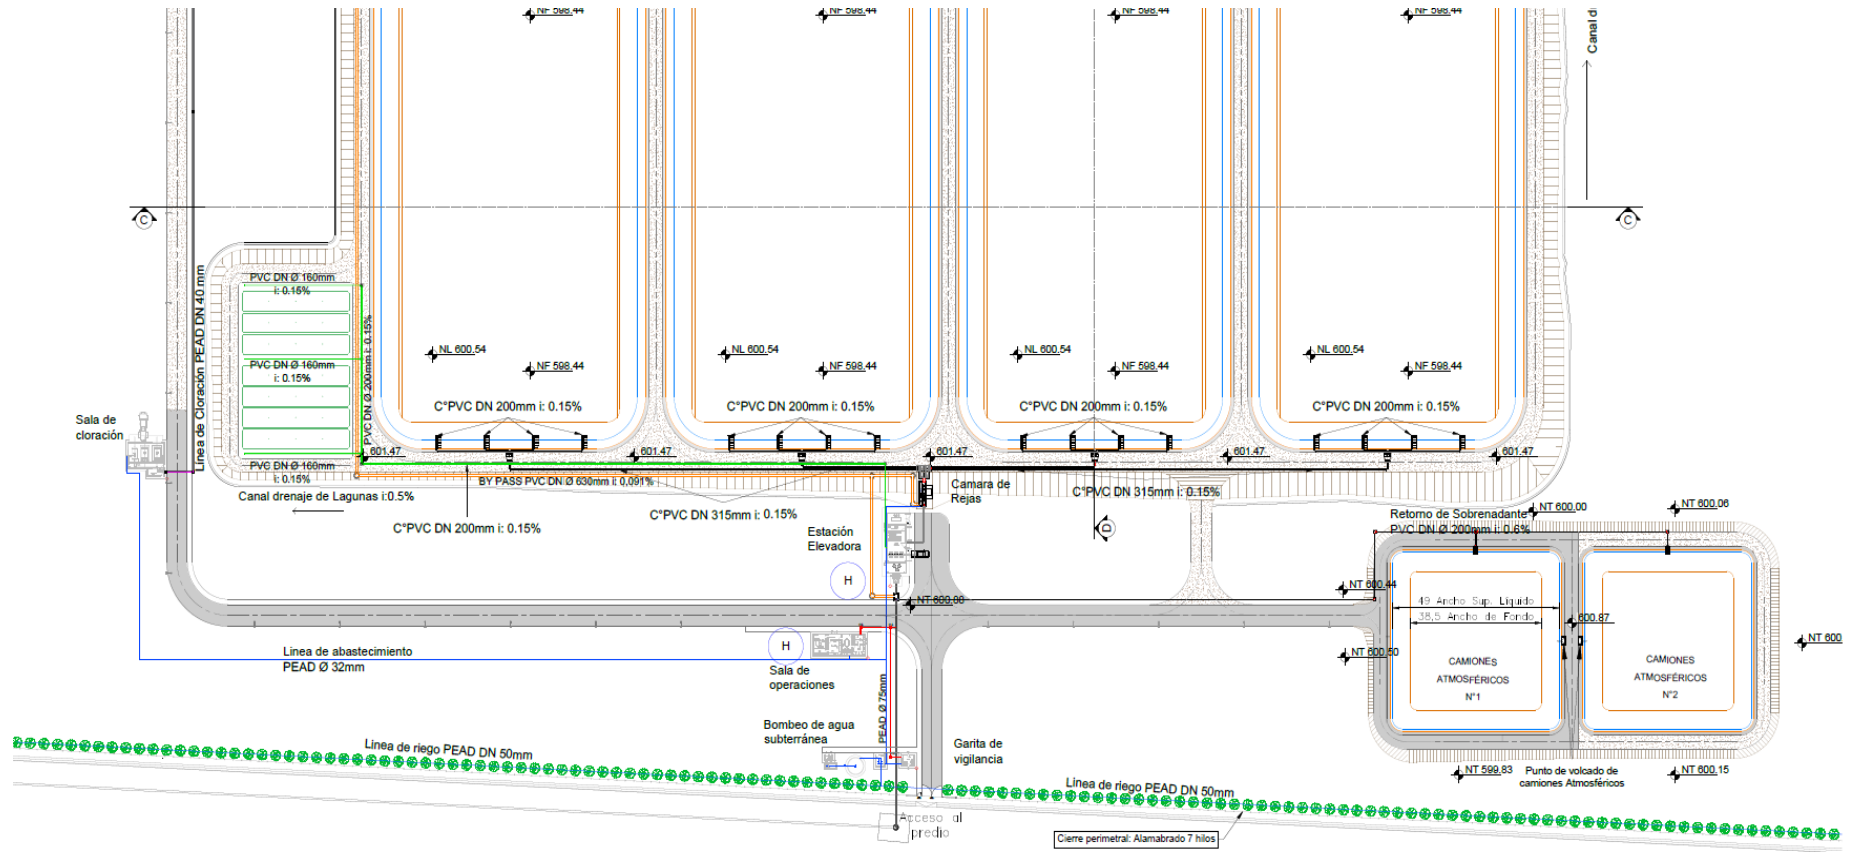 NF 598.44
NF 598.44
NF 598.44
NF 598.44
Canal d
C
C
PVC DN Ø 160mm
i: 0.15%
Linea de Cloración PEAD DN 40 mm
PVC DN Ø 200mm i: 0.15%
NL 600.54
NF 598.44
NL 600.54
NF 598.44
NL 600.54
NF 598.44
NL 600.54
NF 598.44
PVC DN Ø 160mm
i: 0.15%
C°PVC DN 200mm i: 0.15%
C°PVC DN 200mm i: 0.15%
C°PVC DN 200mm i: 0.15%
C°PVC DN 200mm i: 0.15%
Sala de
cloración
601.47
601.47
601.47
601.47
601.47
PVC DN Ø 160mm
i: 0.15%
BY PASS PVC DN Ø 630mm i: 0,091%
Canal drenaje de Lagunas i:0.5%
Camara de
Rejas
C°PVC DN 315mm i: 0.15%
C°PVC DN 315mm i: 0.15%
C°PVC DN 200mm i: 0.15%
D
Retorno de Sobrenadante
PVC DN Ø 200mm i: 0.6%
NT 600.00
NT 600.06
Estación
Elevadora
H
NT 600.44
49 Ancho Sup. Liquido
38,5 Ancho de Fondo
600.87
NT 600
NT 600.50
H
Linea de abastecimiento
PEAD Ø 32mm
Sala de
operaciones
PEAD Ø 75mm
CAMIONES
ATMOSFÉRICOS
N°1
CAMIONES
ATMOSFÉRICOS
N°2
Bombeo de agua
subterránea
Garita de
vigilancia
Linea de riego PEAD DN 50mm
Linea de riego PEAD DN 50mm
NT 599.83
Punto de volcado de
camiones Atmosféricos
NT 600.15
Acceso al
predio
Cierre perimetral: Alamabrado 7 hilos